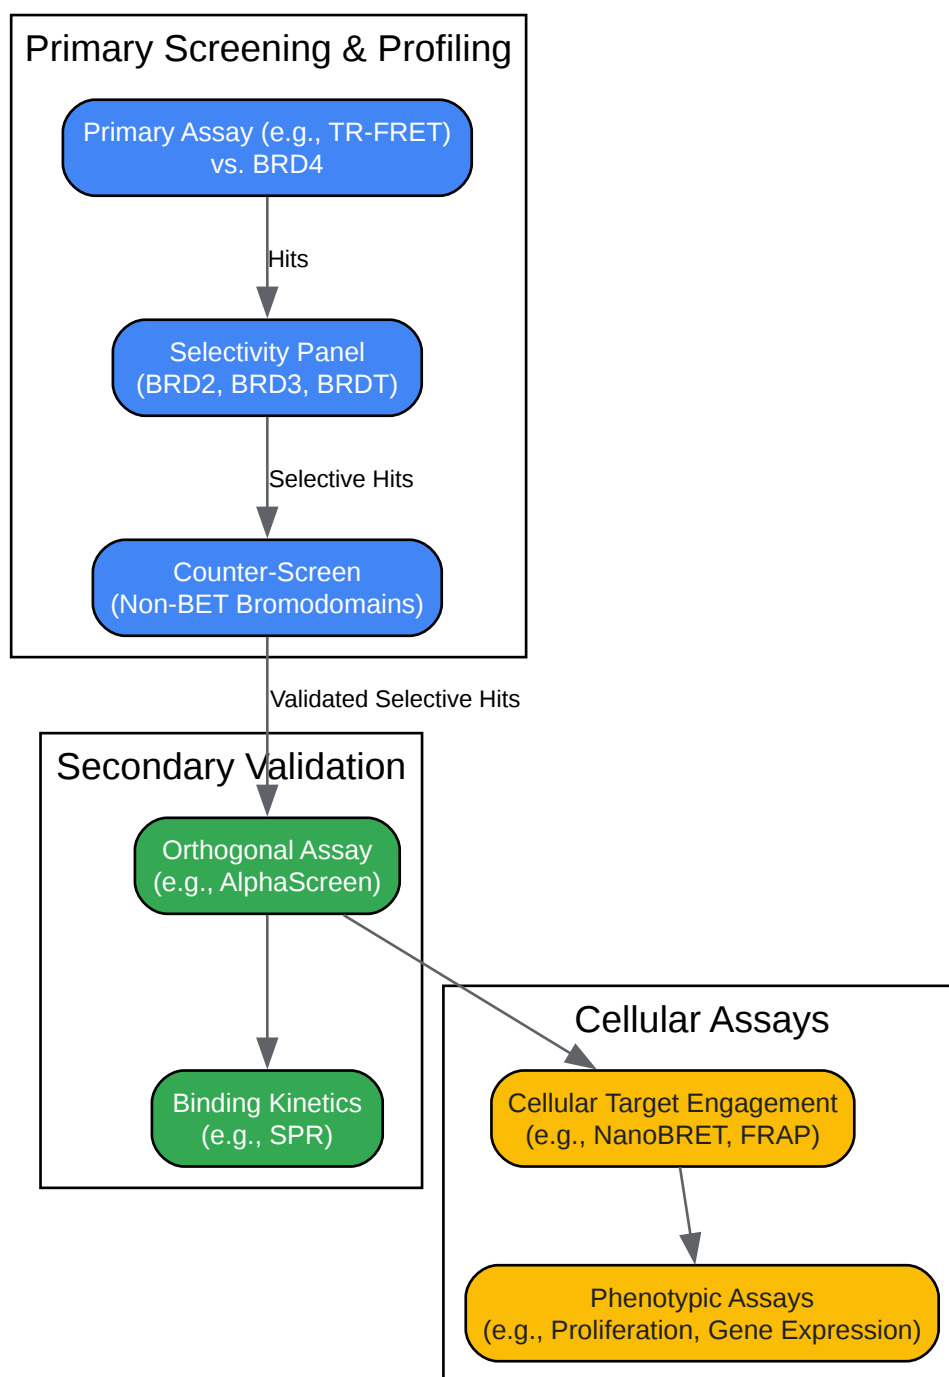 Primary Screening & Profiling
Primary Assay (e.g., TR-FRET)
vs. BRD4
Hits
Selectivity Panel
(BRD2, BRD3, BRDT)
Selective Hits
Counter-Screen
(Non-BET Bromodomains)
Validated Selective Hits
Secondary Validation
Orthogonal Assay
(e.g., AlphaScreen)
Binding Kinetics
(e.g., SPR)
Cellular Assays
Cellular Target Engagement
(e.g., NanoBRET, FRAP)
Phenotypic Assays
(e.g., Proliferation, Gene Expression)